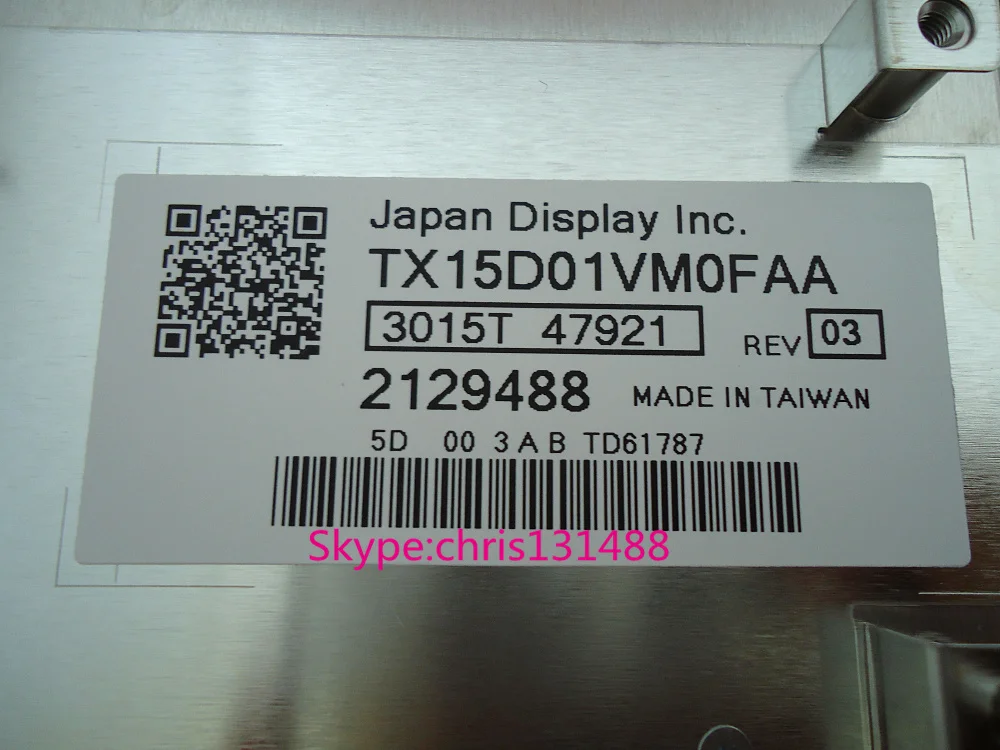 Japan Display Inc.
TX15D01VM0FAA
3015T 47921
REV 03
2129488 MADE IN TAIWAN
5D 00 3 A B TD61787
Skype:chris131488